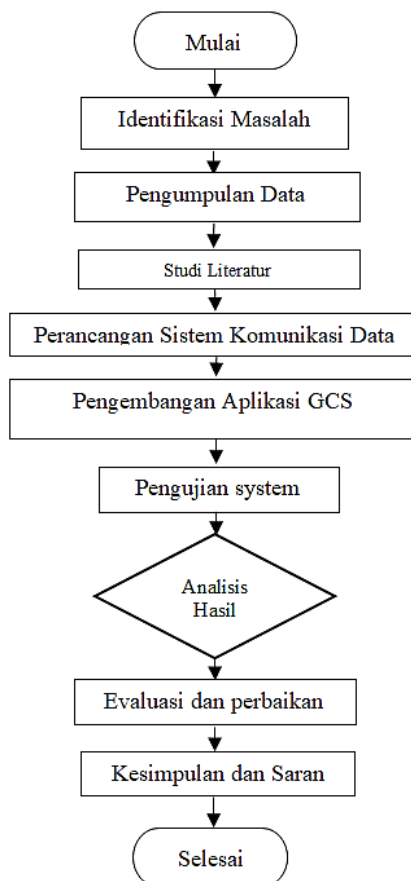 Mulai
Identifikasi Masalah
Pengumpulan Data
Studi Literatur
Perancangan Sistem Komunikasi Data
Pengembangan Aplikasi GCS
Pengujian system
Analisis
Hasil
Evaluasi dan perbaikan
Kesimpulan dan Saran
Selesai